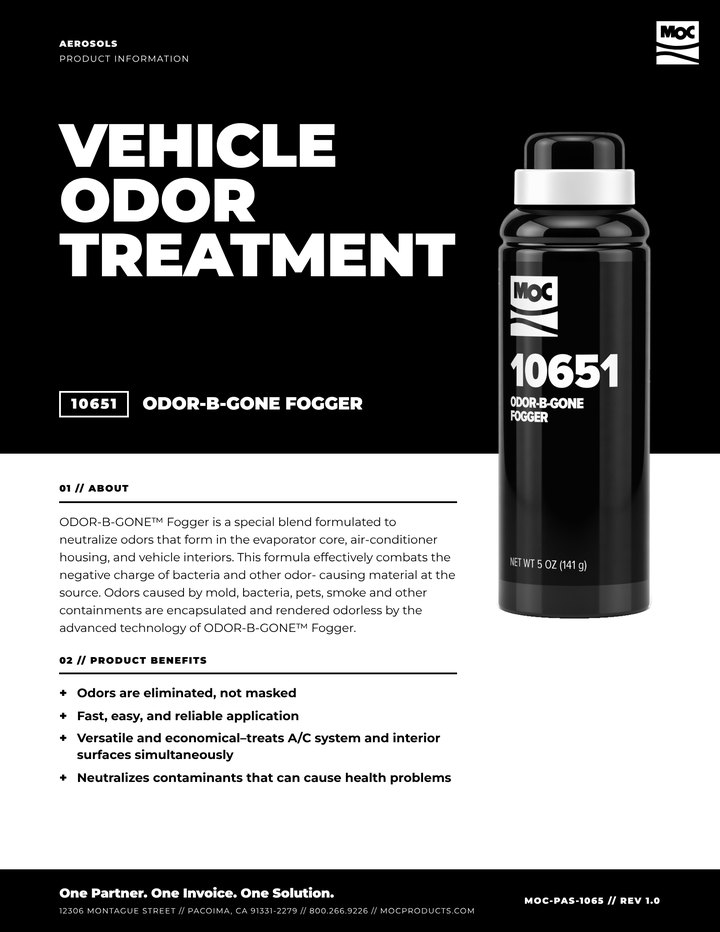 AEROSOLS
PRODUCT INFORMATION
MOC
VEHICLE
ODOR
TREATMENT
10651 ODOR-B-GONE FOGGER
MOC
10651
ODOR-B-GONE
FOGGER
NET WT 5 OZ (141 g)
01 // ABOUT
ODOR-B-GONE™ Fogger is a special blend formulated to
neutralize odors that form in the evaporator core, air-conditioner
housing, and vehicle interiors. This formula effectively combats the
negative charge of bacteria and other odor- causing material at the
source. Odors caused by mold, bacteria, pets, smoke and other
containments are encapsulated and rendered odorless by the
advanced technology of ODOR-B-GONE™ Fogger.
02 // PRODUCT BENEFITS
+ Odors are eliminated, not masked
+ Fast, easy, and reliable application
+ Versatile and economical–treats A/C system and interior
surfaces simultaneously
+ Neutralizes contaminants that can cause health problems
One Partner. One Invoice. One Solution.
12306 MONTAGUE STREET // PACOIMA, CA 91331-2279 // 800.266.9226 // MOCPRODUCTS.COM
MOC-PAS-1065 // REV 1.0